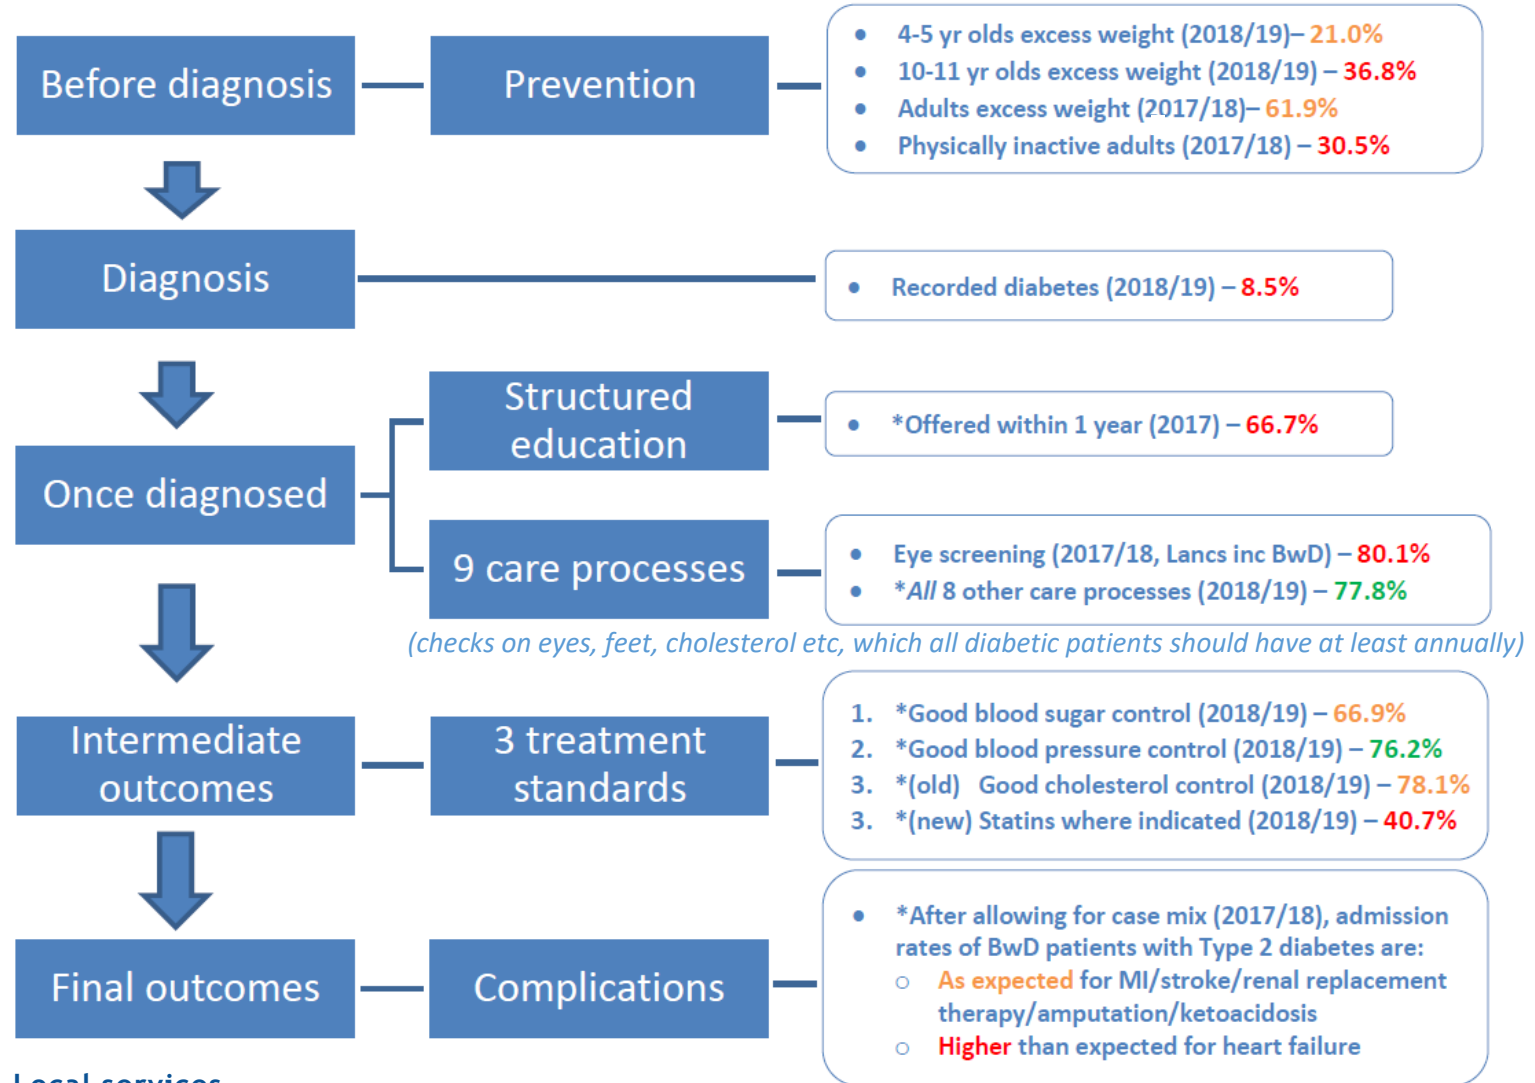 Before diagnosis
Prevention
• 4-5 yr olds excess weight (2018/19)– 21.0%
• 10-11 yr olds excess weight (2018/19) – 36.8%
• Adults excess weight (2017/18)– 61.9%
• Physically inactive adults (2017/18) – 30.5%
Diagnosis
• Recorded diabetes (2018/19) – 8.5%
Once diagnosed
Structured
education
• *Offered within 1 year (2017) – 66.7%
9 care processes
• Eye screening (2017/18, Lancs inc BwD) – 80.1%
• *All 8 other care processes (2018/19) – 77.8%
(checks on eyes, feet, cholesterol etc, which all diabetic patients should have at least annually)
Intermediate
outcomes
3 treatment
standards
1. *Good blood sugar control (2018/19) – 66.9%
2. *Good blood pressure control (2018/19) – 76.2%
3. *(old) Good cholesterol control (2018/19) – 78.1%
3. *(new) Statins where indicated (2018/19) – 40.7%
Final outcomes
Complications
• *After allowing for case mix (2017/18), admission
rates of BwD patients with Type 2 diabetes are:
○ As expected for MI/stroke/renal replacement
therapy/amputation/ketoacidosis
○ Higher than expected for heart failure
Local services